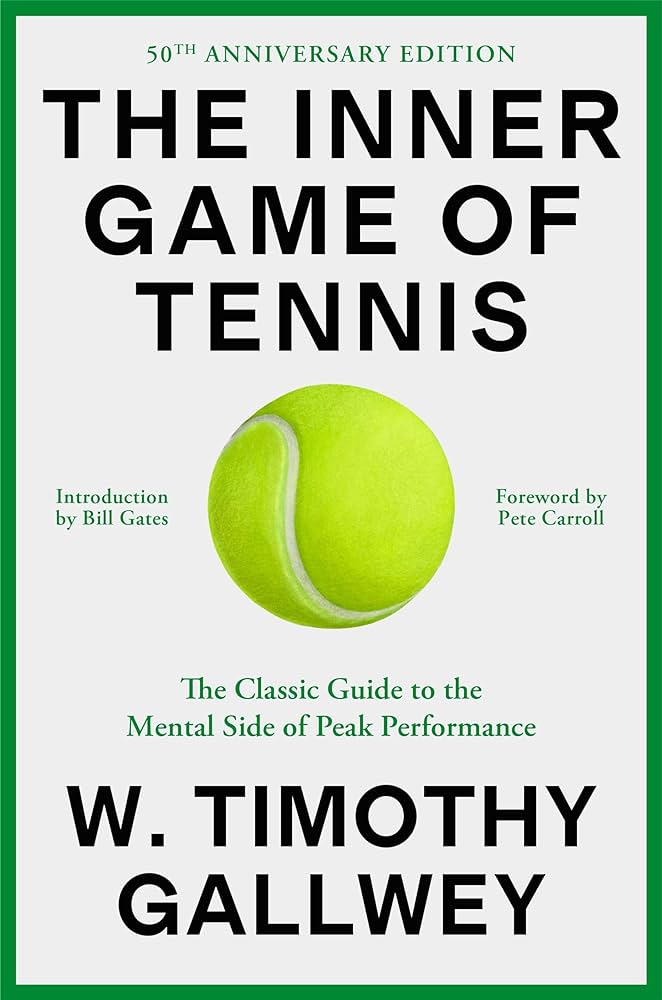 50TH ANNIVERSARY EDITION
THE INNER
GAME OF
TENNIS
Introduction
by Bill Gates
Foreword by
Pete Carroll
The Classic Guide to the
Mental Side of Peak Performance
W. TIMOTHY
GALLWEY